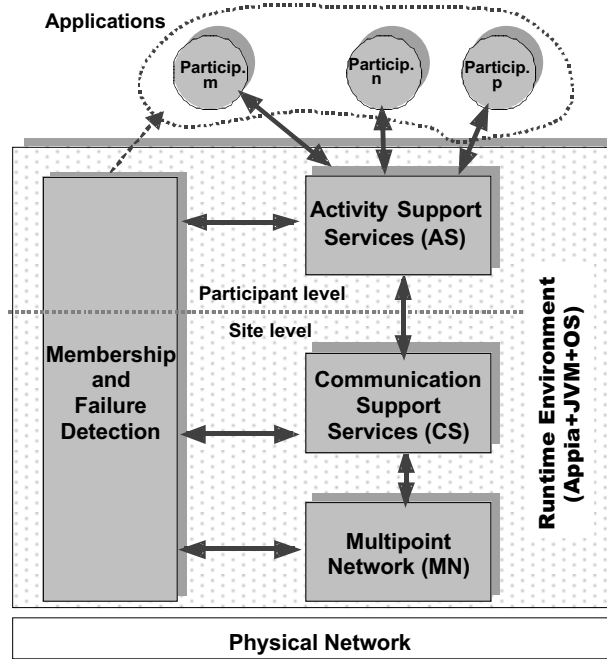 Applications
Particip.
m
Particip.
n
Particip.
p
Activity Support
Services (AS)
Participant level
Site level
Membership
and
Failure
Detection
Communication
Support
Services (CS)
Multipoint
Network (MN)
Runtime Environment
(Appia+JVM+OS)
Physical Network